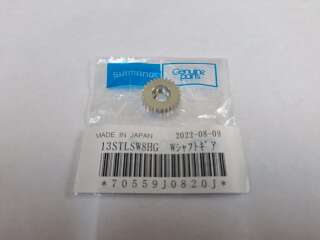 SHIMANO
Genuine
parts
MADE IN JAPAN 2022-08-09
13STLSW8HG Wシャフトギア
*70559J0820J*